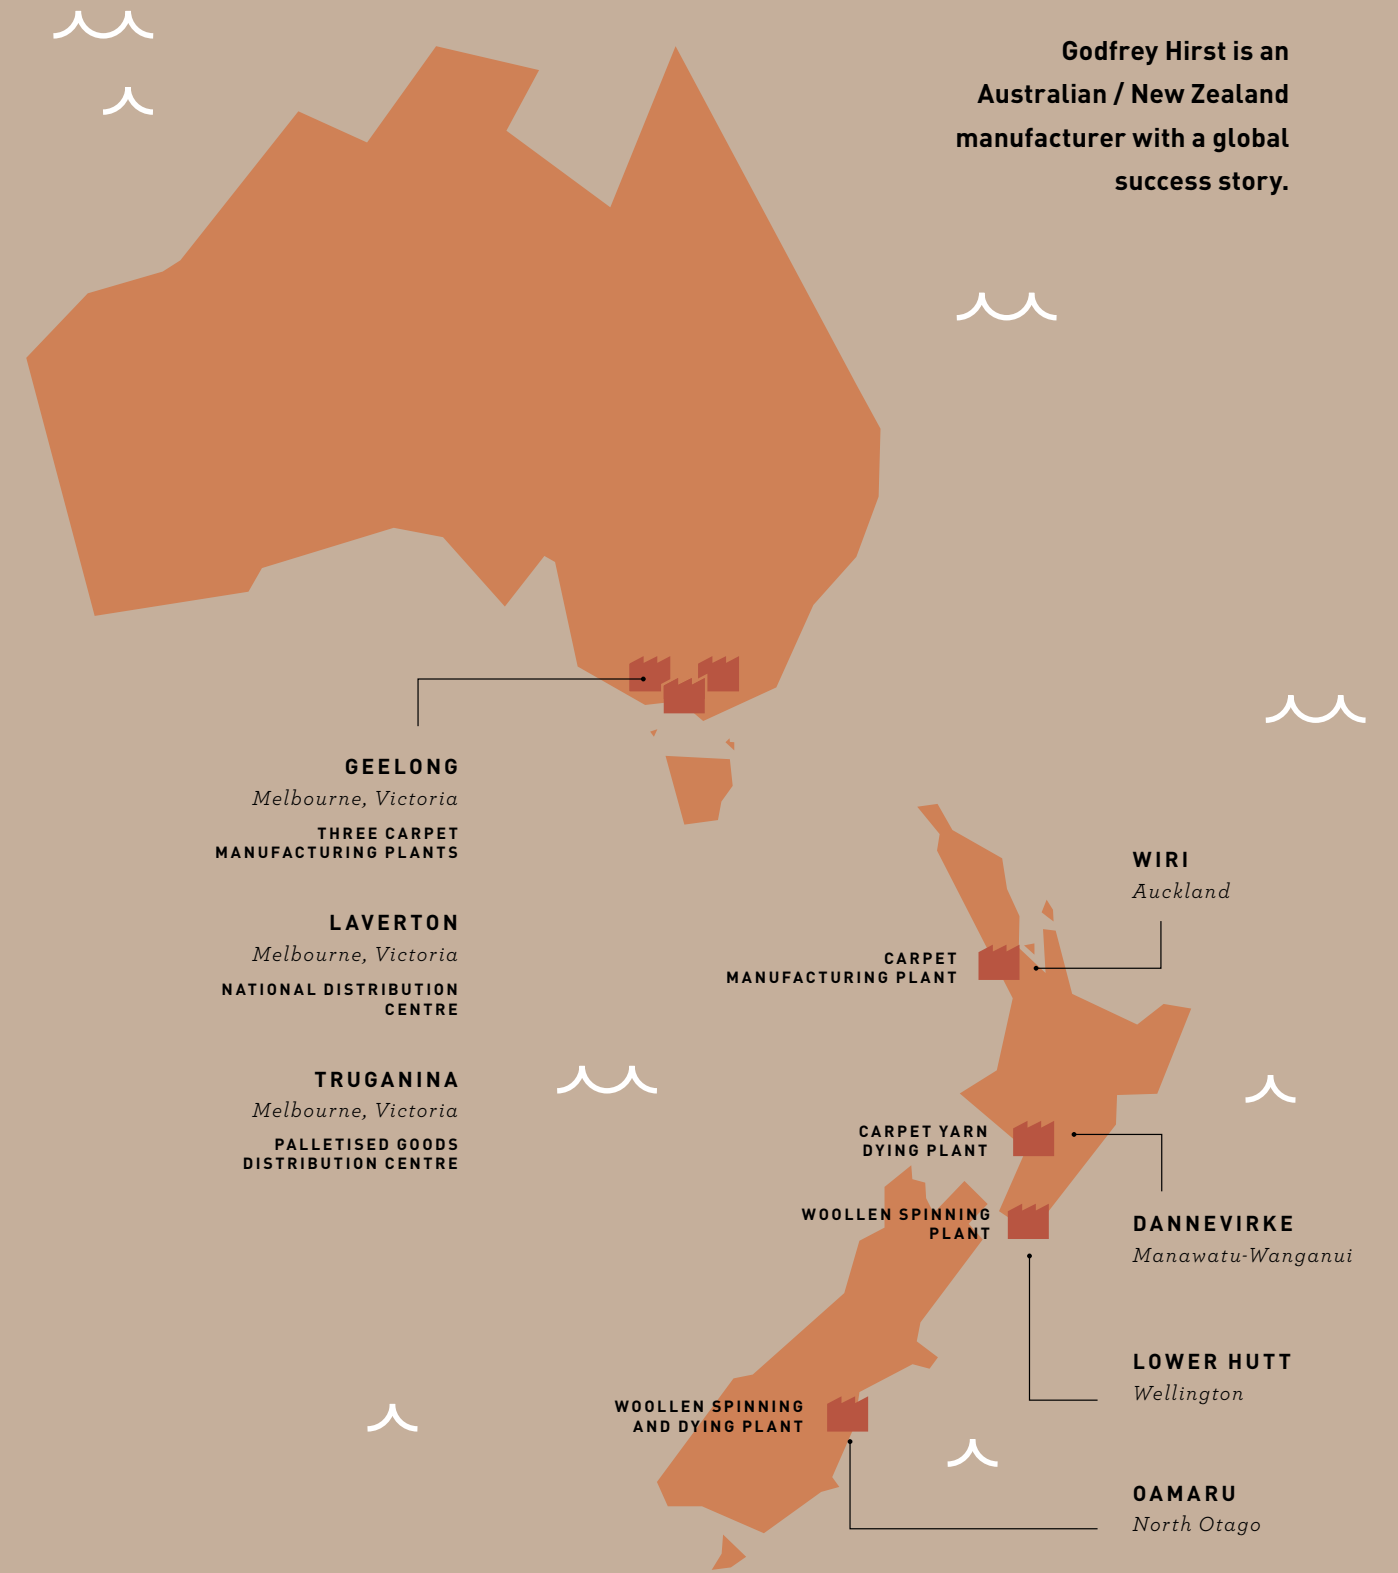 Godfrey Hirst is an
Australian / New Zealand
manufacturer with a global
success story.
GEELONG
Melbourne, Victoria
THREE CARPET
MANUFACTURING PLANTS
LAVERTON
Melbourne, Victoria
NATIONAL DISTRIBUTION
CENTRE
TRUGANINA
Melbourne, Victoria
PALLETISED GOODS
DISTRIBUTION CENTRE
WIRI
Auckland
CARPET
MANUFACTURING PLANT
CARPET YARN
DYING PLANT
DANNEVIRKE
Manawatu-Wanganui
WOOLLEN SPINNING
PLANT
LOWER HUTT
Wellington
WOOLLEN SPINNING
AND DYING PLANT
OAMARU
North Otago